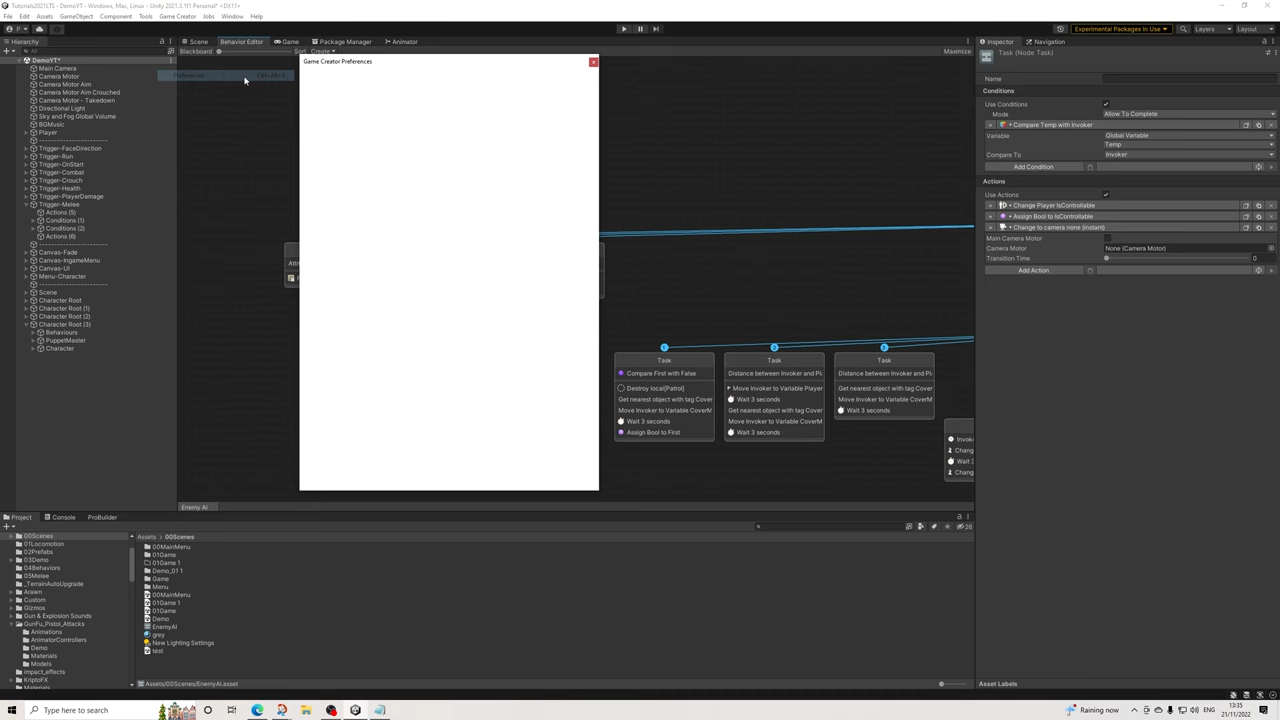 Tutorials2021LTS - DemoYT - Windows, Mac, Linux - Unity 2021.3.11f1 Personal* <DX11>
File Edit Assets GameObject Component Tools Game Creator Jobs Window Help
Experimental Packages In Use Layers Layout
Hierarchy Scene Behavior Editor Game Package Manager Animator Inspector Navigation
All
Blackboard Sort Create Maximize
Task (Node Task)
DemoYT*
Main Camera
Camera Motor
Camera Motor Aim
Camera Motor Aim Crouched
Camera Motor - Takedown
Directional Light
Sky and Fog Global Volume
BGMusic
Player
--------------------------
Trigger-FaceDirection
Trigger-Run
Trigger-OnStart
Trigger-Combat
Trigger-Crouch
Trigger-Health
Trigger-PlayerDamage
Trigger-Melee
Actions (5)
Conditions (1)
Conditions (2)
Actions (6)
--------------------------
Canvas-Fade
Canvas-IngameMenu
Canvas-UI
Menu-Character
--------------------------
Scene
Character Root
Character Root (1)
Character Root (2)
Character Root (3)
Behaviours
PuppetMaster
Character
Preferences Ctrl+Alt+K
Game Creator Preferences
x
Task
Compare First with False
Destroy local[Patrol]
Get nearest object with tag Cover
Move Invoker to Variable CoverM
Wait 3 seconds
Assign Bool to First
Task
Distance between Invoker and Pl
Move Invoker to Variable Player
Wait 3 seconds
Get nearest object with tag Cover
Move Invoker to Variable CoverM
Wait 3 seconds
Task
Distance between Invoker and Pl
Get nearest object with tag Cover
Move Invoker to Variable CoverM
Wait 3 seconds
Invok
Chang
Wait 3
Chang
Enemy AI
Name
Conditions
Use Conditions
Mode Allow To Complete
Compare Temp with Invoker
Variable Global Variable
Temp
Compare To Invoker
Add Condition
Actions
Use Actions
Change Player IsControllable
Assign Bool to IsControllable
Change to camera none (instant)
Main Camera Motor
Camera Motor None (Camera Motor)
Transition Time 0
Add Action
Project Console ProBuilder
26
00Scenes
01Locomotion
02Prefabs
03Demo
04Behaviors
05Melee
_TerrainAutoUpgrade
Arawn
Custom
Gizmos
Gun & Explosion Sounds
GunFu_Pistol_Attacks
Animations
AnimatorControllers
Demo
Materials
Models
impact_effects
KriptoFX
Materials
Assets > 00Scenes
00MainMenu
01Game
01Game 1
Demo_01 1
Game
Menu
00MainMenu
01Game 1
01Game
Demo
EnemyAI
grey
New Lighting Settings
test
Assets/00Scenes/EnemyAI.asset
Asset Labels
Type here to search
Raining now ENG 13:35
21/11/2022